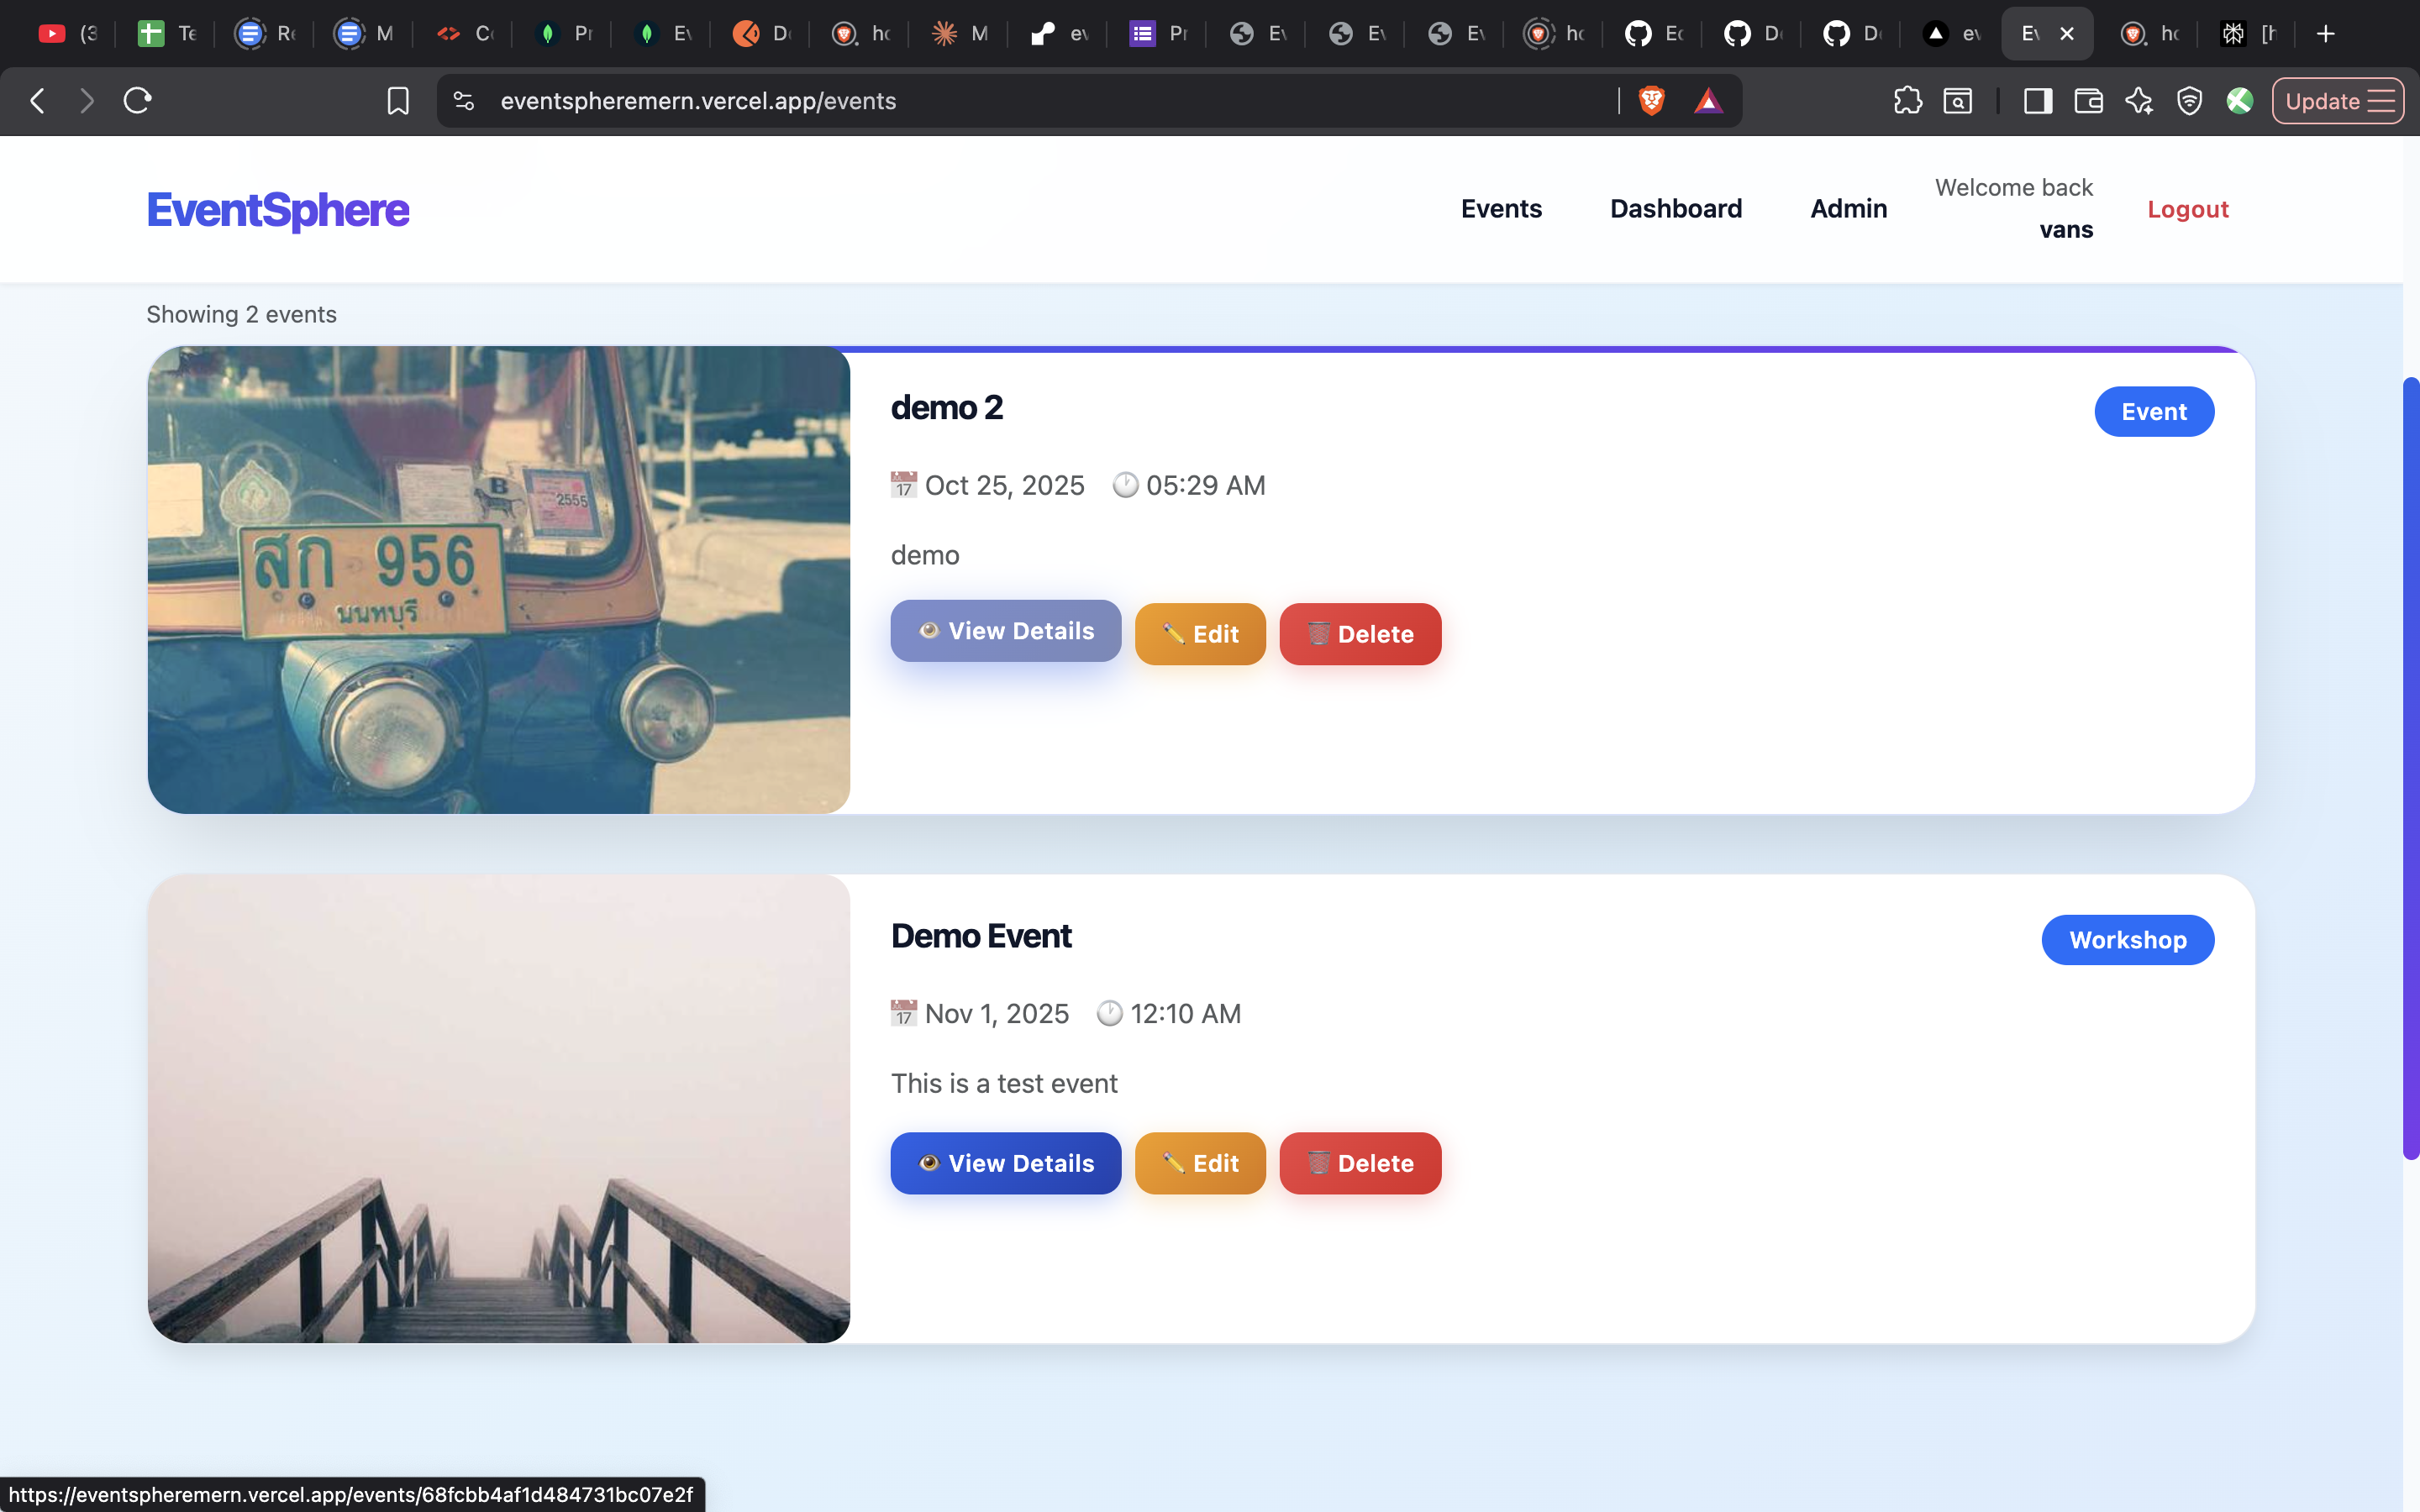 (3
Te
Re
M
C
Pr
Ev
D
ho
M
ev
Pr
Ev
Ev
Ev
ho
Ec
D
D
ev
Ev
ho
[h
eventspheremern.vercel.app/events
Update
EventSphere
Events
Dashboard
Admin
Welcome back
vans
Logout
Showing 2 events
B
2555
สก 956
นนทบุรี
demo 2
Event
17 Oct 25, 2025 05:29 AM
demo
View Details
Edit
Delete
Demo Event
Workshop
17 Nov 1, 2025 12:10 AM
This is a test event
View Details
Edit
Delete
https://eventspheremern.vercel.app/events/68fcbb4af1d484731bc07e2f